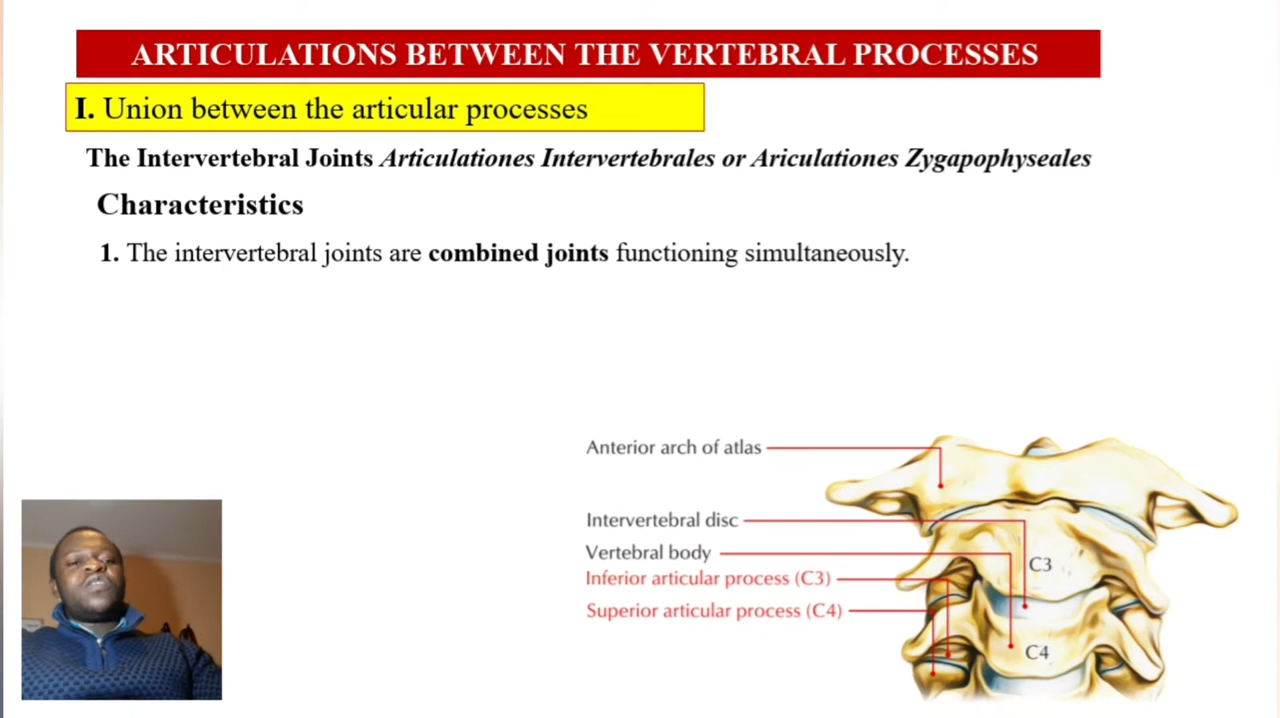 ARTICULATIONS BETWEEN THE VERTEBRAL PROCESSES
I. Union between the articular processes
The Intervertebral Joints Articulationes Intervertebrales or Ariculationes Zygapophyseales
Characteristics
1. The intervertebral joints are combined joints functioning simultaneously.
Anterior arch of atlas
Intervertebral disc
Vertebral body
Inferior articular process (C3)
Superior articular process (C4)
C3
C4